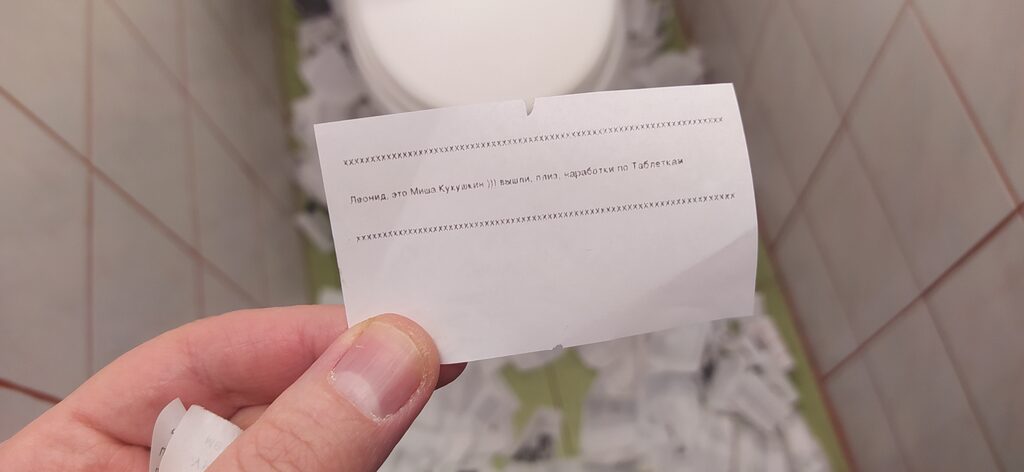 xxxxxxxxxxxxxxxxxxxxxxxxxxxxxxxxxxxxxxxxxxxxxxxxxxxxxxxxxxxxxxxx
Леонид, это Миша Кукушкин ))) вышли, плиз, наработки по Таблеткам
xxxxxxxxxxxxxxxxxxxxxxxxxxxxxxxxxxxxxxxxxxxxxxxxxxxxxxxxxxxxxxxx